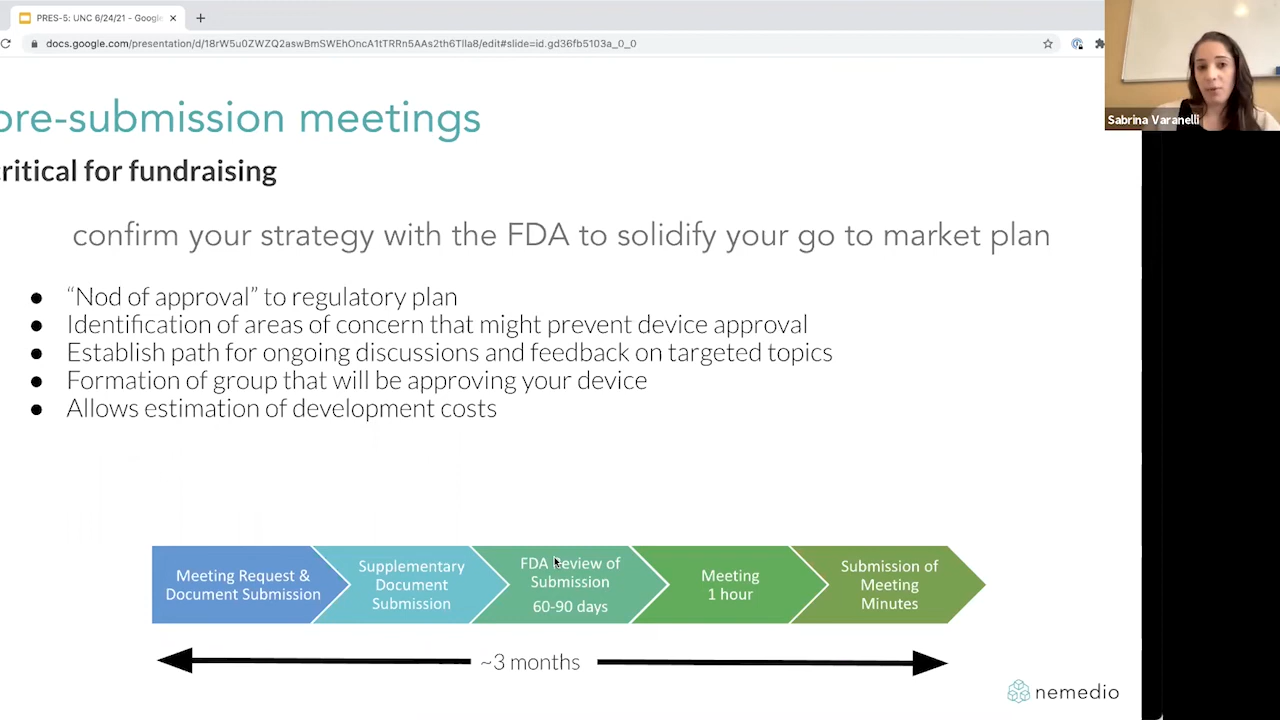 PRES-5: UNC 6/24/21 - Google
docs.google.com/presentation/d/18rW5u0ZWZQ2aswBmSWEhOncA1tTRRn5AAs2th6TIla8/edit#slide=id.gd36fb5103a_0_0
Sabrina Varanelli
pre-submission meetings
critical for fundraising
confirm your strategy with the FDA to solidify your go to market plan
● “Nod of approval” to regulatory plan
● Identification of areas of concern that might prevent device approval
● Establish path for ongoing discussions and feedback on targeted topics
● Formation of group that will be approving your device
● Allows estimation of development costs
Meeting Request &
Document Submission
Supplementary
Document
Submission
FDA Review of
Submission
60-90 days
Meeting
1 hour
Submission of
Meeting
Minutes
~3 months
nemedio